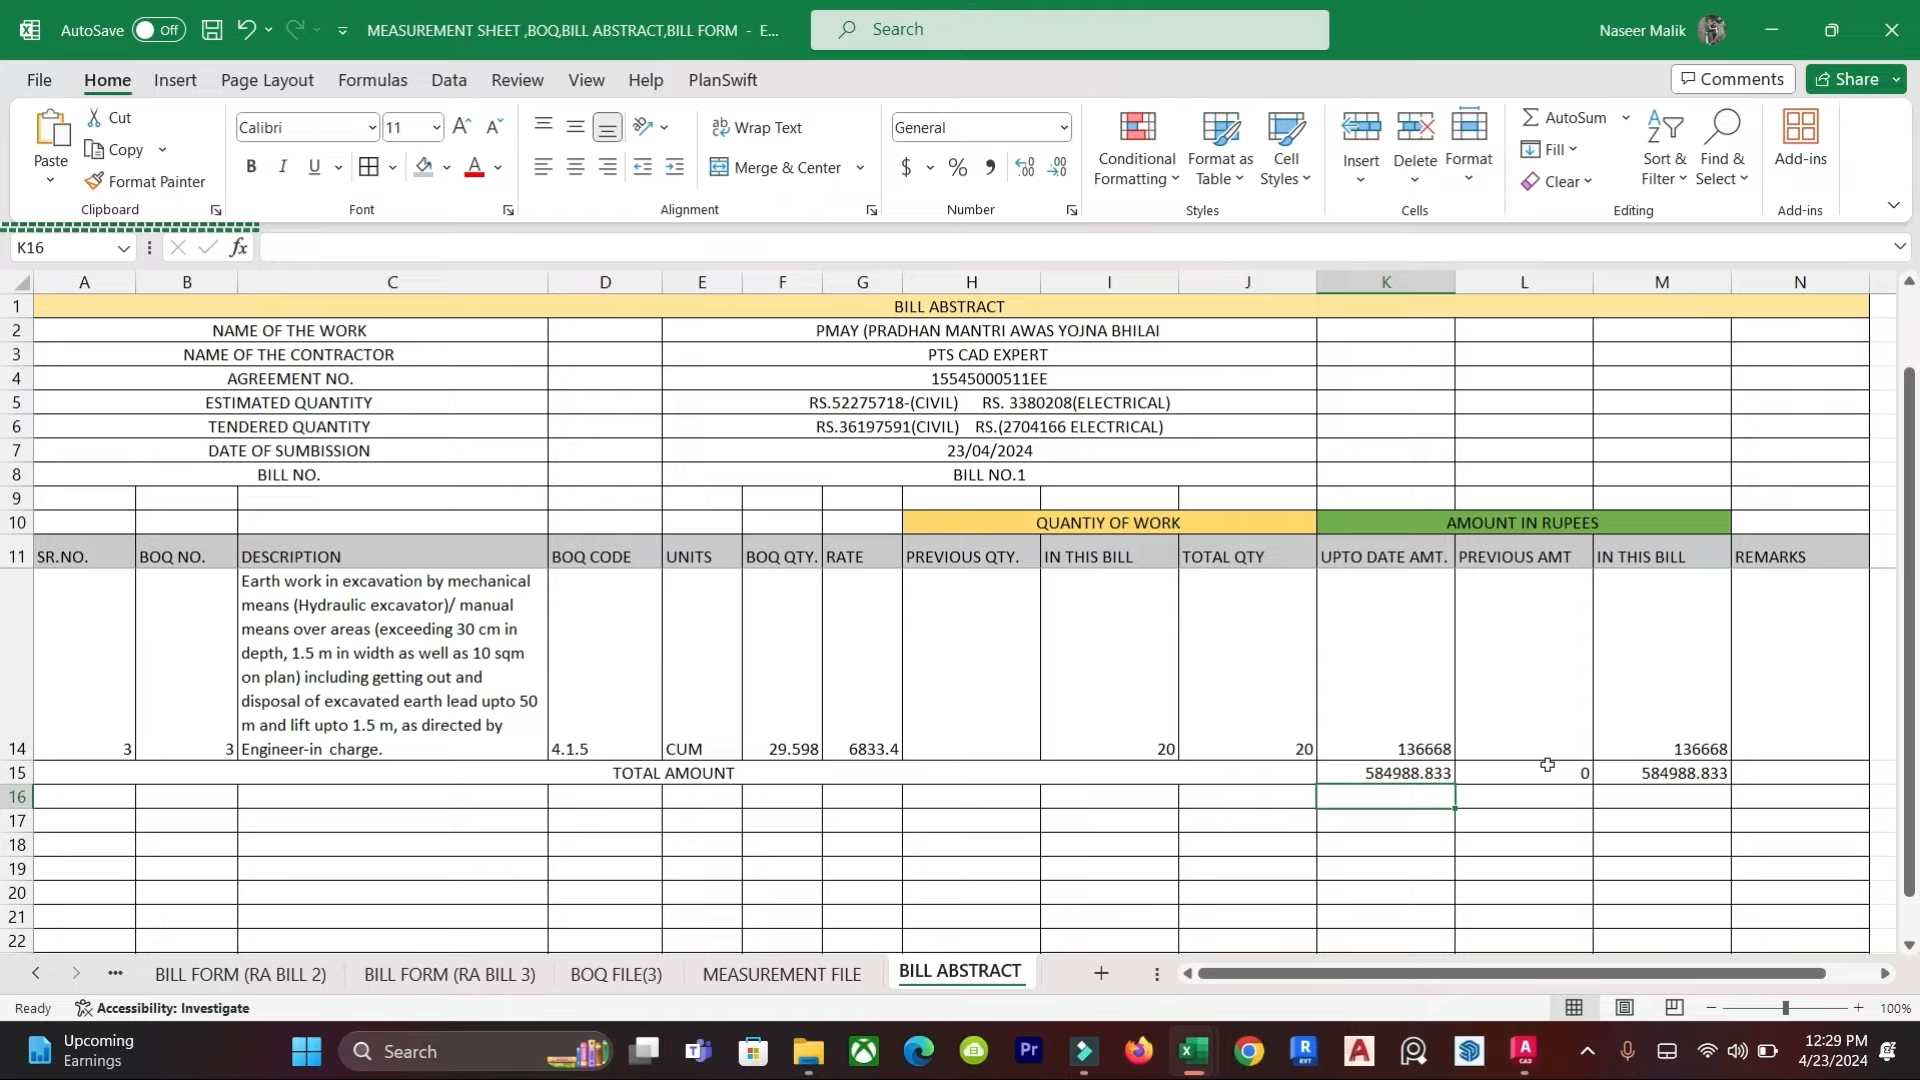 AutoSave Off MEASUREMENT SHEET ,BOQ,BILL ABSTRACT,BILL FORM - E... Search Naseer Malik
File Home Insert Page Layout Formulas Data Review View Help PlanSwift Comments Share
Paste Cut Copy Format Painter Clipboard
Calibri 11 B I U A Font
Wrap Text Merge & Center Alignment
General $ % Number
Conditional Formatting Format as Table Cell Styles Styles
Insert Delete Format Cells
AutoSum Fill Clear Sort & Filter Find & Select Editing
Add-ins Add-ins
K16 fx
A B C D E F G H I J K L M N
1 BILL ABSTRACT
2 NAME OF THE WORK PMAY (PRADHAN MANTRI AWAS YOJNA BHILAI
3 NAME OF THE CONTRACTOR PTS CAD EXPERT
4 AGREEMENT NO. 15545000511EE
5 ESTIMATED QUANTITY RS.52275718-(CIVIL) RS. 3380208(ELECTRICAL)
6 TENDERED QUANTITY RS.36197591(CIVIL) RS.(2704166 ELECTRICAL)
7 DATE OF SUMBISSION 23/04/2024
8 BILL NO. BILL NO.1
9
10 QUANTIY OF WORK AMOUNT IN RUPEES
11 SR.NO. BOQ NO. DESCRIPTION BOQ CODE UNITS BOQ QTY. RATE PREVIOUS QTY. IN THIS BILL TOTAL QTY UPTO DATE AMT. PREVIOUS AMT IN THIS BILL REMARKS
Earth work in excavation by mechanical
means (Hydraulic excavator)/ manual
means over areas (exceeding 30 cm in
depth, 1.5 m in width as well as 10 sqm
on plan) including getting out and
disposal of excavated earth lead upto 50
m and lift upto 1.5 m, as directed by
14 3 3 Engineer-in charge. 4.1.5 CUM 29.598 6833.4 20 20 136668 136668
15 TOTAL AMOUNT 584988.833 0 584988.833
16
17
18
19
20
21
22
BILL FORM (RA BILL 2) BILL FORM (RA BILL 3) BOQ FILE(3) MEASUREMENT FILE BILL ABSTRACT
Ready Accessibility: Investigate 100%
Upcoming Earnings Search 12:29 PM
4/23/2024